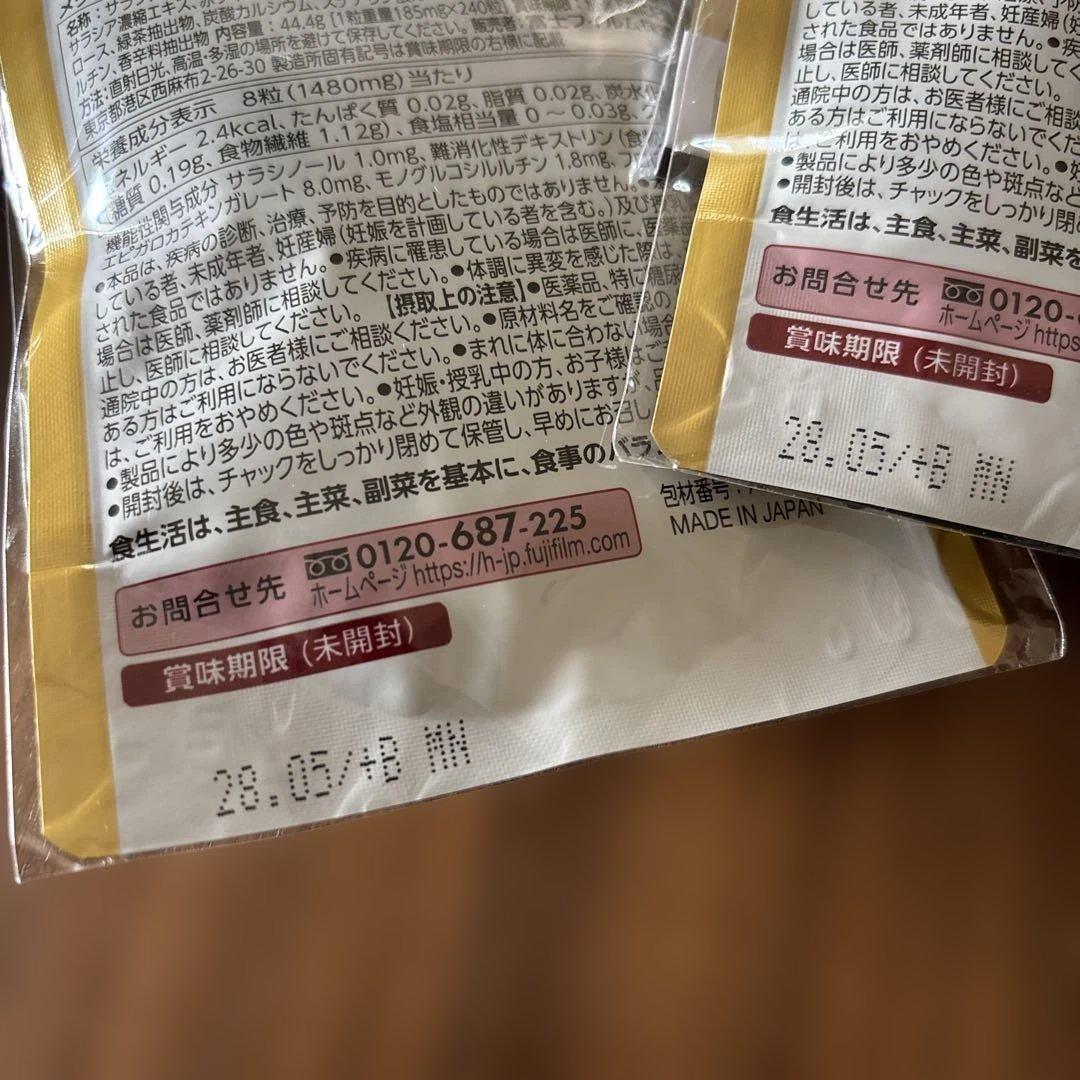 サラシア濃縮エキス、
ロース、緑茶抽出物、炭酸カルシウム、
ルチン、香辛料抽出物 内容量:44.4g[1粒重量185mg×240粒]
方法:直射日光、高温・多湿の場所を避けて保存してください。 販売者:富士フ
東京都港区西麻布2-26-30 製造所固有記号は賞味期限の右横に記載
栄養成分表示 8粒(1480mg)当たり
エネルギー 2.4kcal、たんぱく質 0.02g、脂質 0.02g、炭水化
(糖質 0.19g、食物繊維 1.12g)、食塩相当量 0~0.03g、
機能性関与成分 サラシノール 1.0mg、難消化性デキストリン(食
エピガロカテキンガレート 8.0mg、モノグルコシルルチン 1.8mg、
●本品は、疾病の診断、治療、予防を目的としたものではありません。
ている者、未成年者、妊産婦(妊娠を計画している者を含む。)及び授乳
された食品ではありません。●疾病に罹患している場合は医師に、医薬
場合は医師、薬剤師に相談してください。●体調に異変を感じた際は、
止し、医師に相談してください。【摂取上の注意】●医薬品、特に糖尿
通院中の方は、お医者様にご相談ください。●原材料名をご確認の
ある方はご利用にならないでください。●まれに体に合わない場合
は、ご利用をおやめください。●妊娠・授乳中の方、お子様はご
●製品により多少の色や斑点など外観の違いがあります
●開封後は、チャックをしっかり閉めて保管し、早めにお召し
食生活は、主食、主菜、副菜を基本に、食事のバラ
お問合せ先 0120-687-225
ホームページ https://h-jp.fujifilm.com
包材番号
MADE IN JAPAN
賞味期限(未開封)
28.05/+B MN
ている者、未成年者、妊産婦(妊
された食品ではありません。●疾
場合は医師、薬剤師に相談してく
止し、医師に相談してください。
通院中の方は、お医者様にご相談
ある方はご利用にならないでくだ
は、ご利用をおやめください。●妊
●製品により多少の色や斑点など
●開封後は、チャックをしっかり閉め
食生活は、主食、主菜、副菜を
お問合せ先 0120-
ホームページ https
賞味期限(未開封)
28.05/+B MN